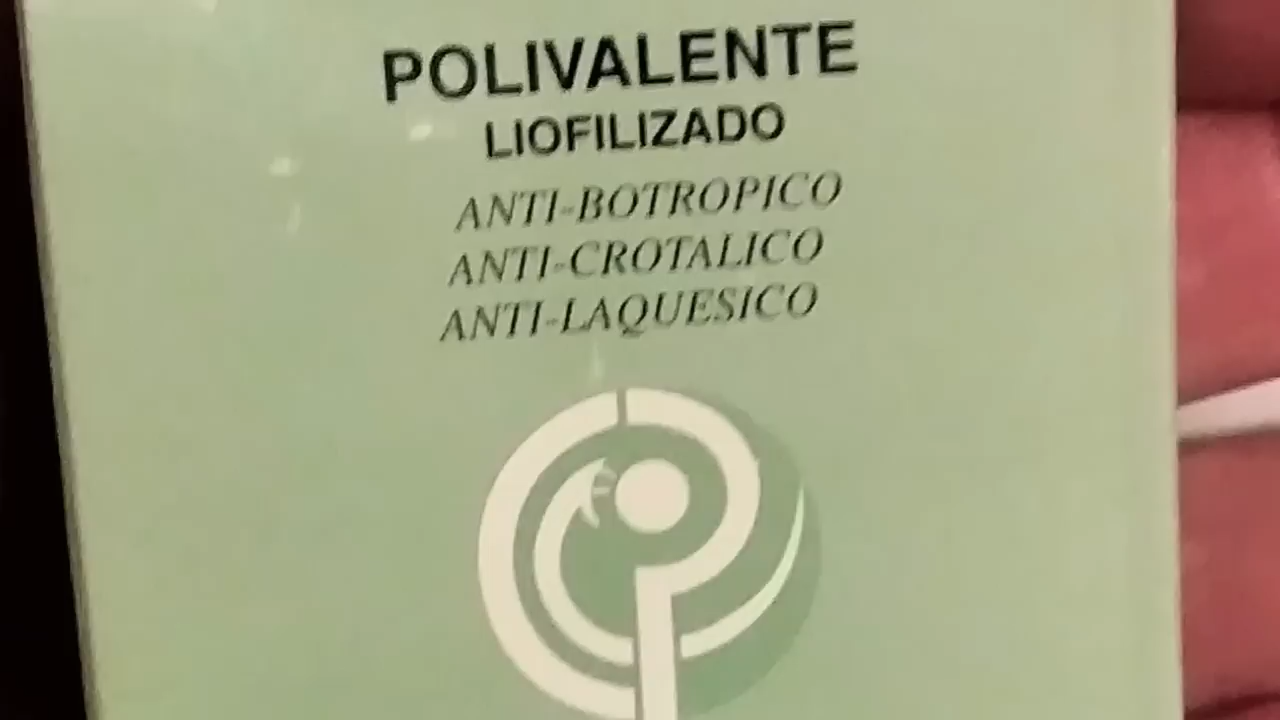 POLIVALENTE
LIOFILIZADO
ANTI-BOTROPICO
ANTI-CROTALICO
ANTI-LAQUESICO